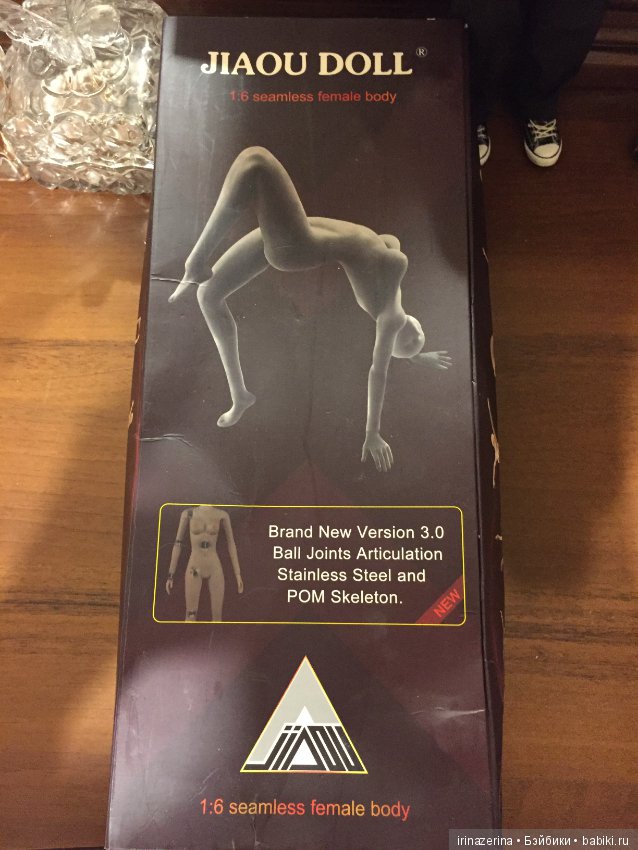 JIAOU DOLL®
1:6 seamless female body
Brand New Version 3.0
Ball Joints Articulation
Stainless Steel and
POM Skeleton.
NEW
JIAOU
1:6 seamless female body
irinazerina • Бэйбики • babiki.ru